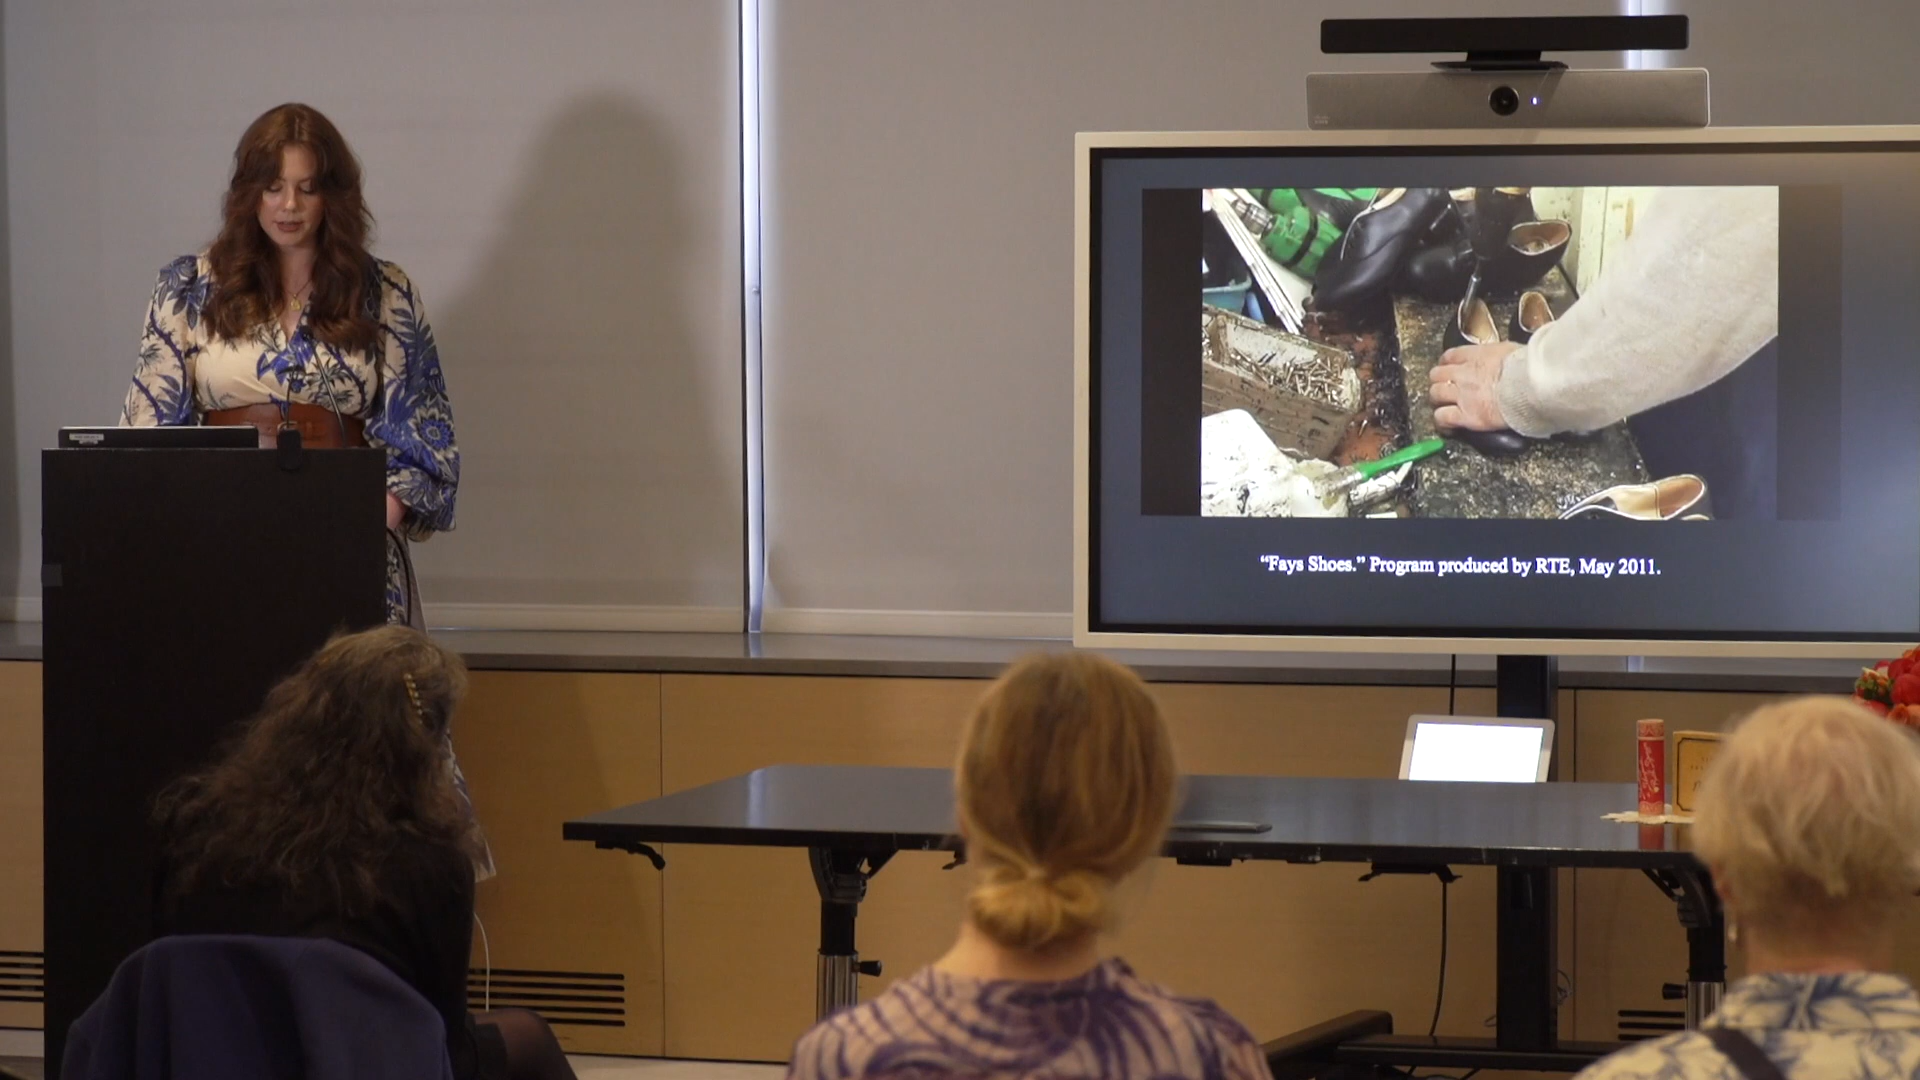 “Fays Shoes.” Program produced by RTE, May 2011.